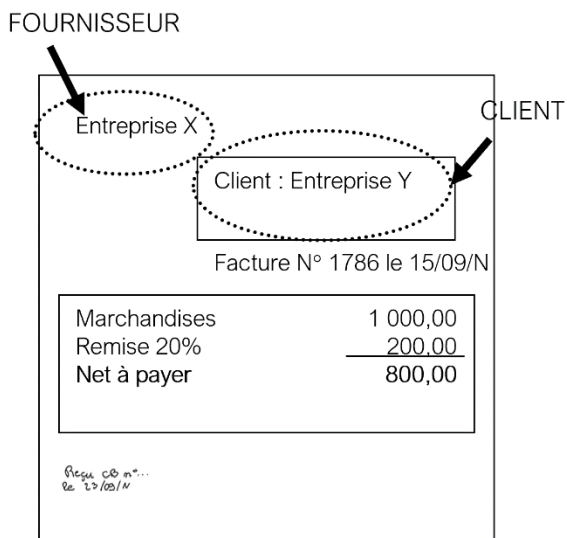 FOURNISSEUR
CLIENT
Entreprise X
Client : Entreprise Y
Facture N° 1786 le 15/09/N
Marchandises 1 000,00
Remise 20% 200,00
Net à payer 800,00
Reçu CB n°...
le 23/09/N